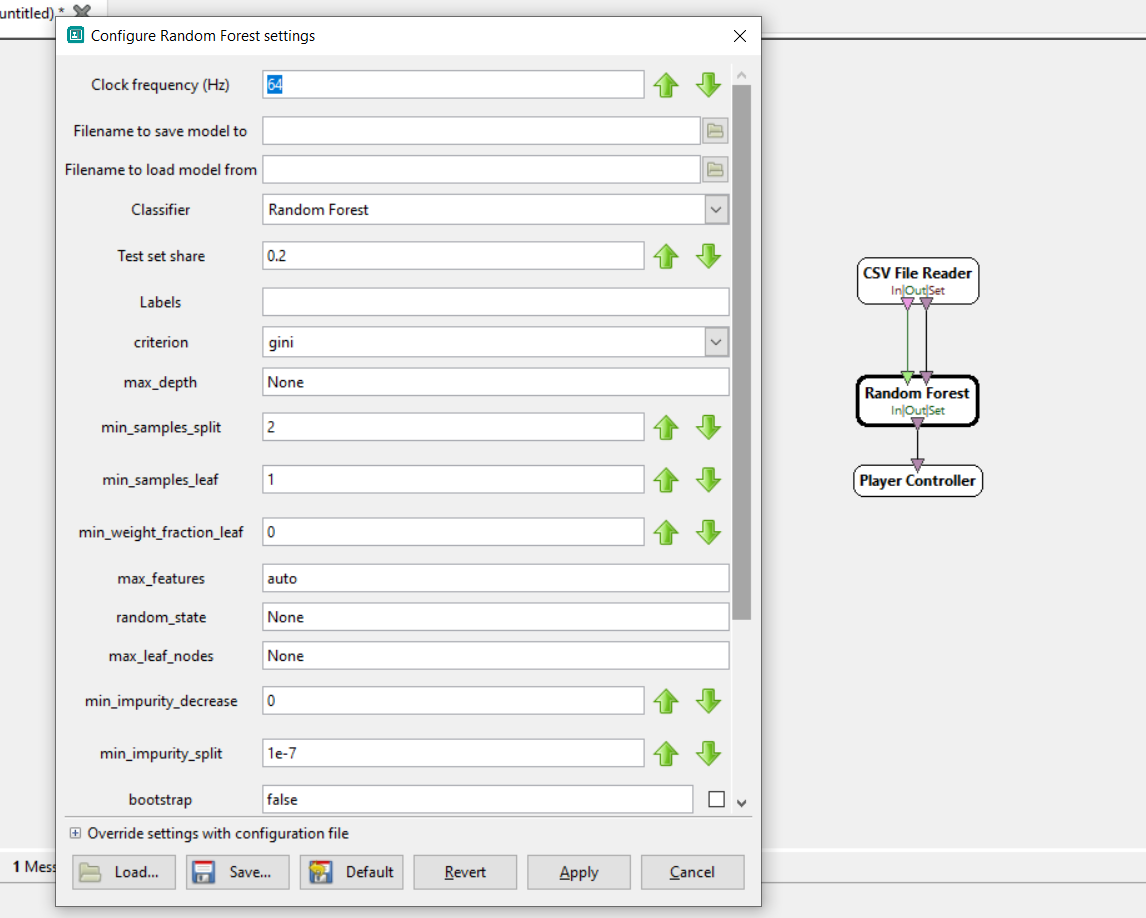 untitled) *
Configure Random Forest settings
Clock frequency (Hz) 64
Filename to save model to
Filename to load model from
Classifier Random Forest
Test set share 0.2
Labels
criterion gini
max_depth None
min_samples_split 2
min_samples_leaf 1
min_weight_fraction_leaf 0
max_features auto
random_state None
max_leaf_nodes None
min_impurity_decrease 0
min_impurity_split 1e-7
bootstrap false
Override settings with configuration file
Load... Save... Default Revert Apply Cancel
1 Mess
CSV File Reader
In|Out|Set
Random Forest
In|Out|Set
Player Controller